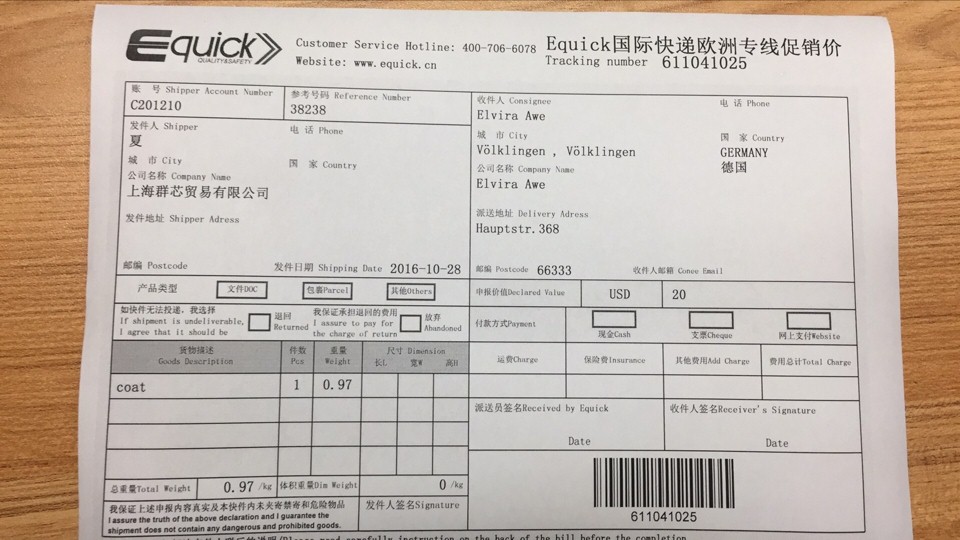 Equick
QUALITY&SAFETY
Customer Service Hotline: 400-706-6078
Website: www.equick.cn
Equick国际快递欧洲专线促销价
Tracking number 611041025
账 号 Shipper Account Number
C201210
参考号码 Reference Number
38238
发件人 Shipper
夏
电 话 Phone
城 市 City
国 家 Country
公司名称 Company Name
上海群芯贸易有限公司
发件地址 Shipper Adress
邮编 Postcode
发件日期 Shipping Date 2016-10-28
收件人 Consignee
Elvira Awe
电 话 Phone
城 市 City
Völklingen , Völklingen
国 家 Country
GERMANY
德国
公司名称 Company Name
Elvira Awe
派送地址 Delivery Adress
Hauptstr.368
邮编 Postcode 66333
收件人邮箱 Conee Email
产品类型
文件DOC
包裹Parcel
其他Others
申报价值Declared Value
USD
20
如快件无法投递，我选择
If shipment is undeliverable,
I agree that it should be
退回
Returned
我保证承担退回的费用
I assure to pay for
the charge of return
放弃
Abandoned
付款方式Payment
现金Cash
支票Cheque
网上支付Website
货物描述
Goods Description
件数
Pcs
重量
Weight
尺寸 Dimension
长L 宽W 高H
运费Charge
保险费Insurance
其他费用Add Charge
费用总计Total Charge
coat
1
0.97
派送员签名Received by Equick
Date
收件人签名Receiver's Signature
Date
总重量Total Weight
0.97 /kg
体积重量Dim Weight
0 /kg
我保证上述申报内容真实及本快件内未夹寄禁寄和危险物品
I assure the truth of the above declaration and I guarantee the
shipment does not contain any dangerous and prohibited goods.
发件人签名Signature
611041025
(Please read carefully instruction on the back of the bill before the completion